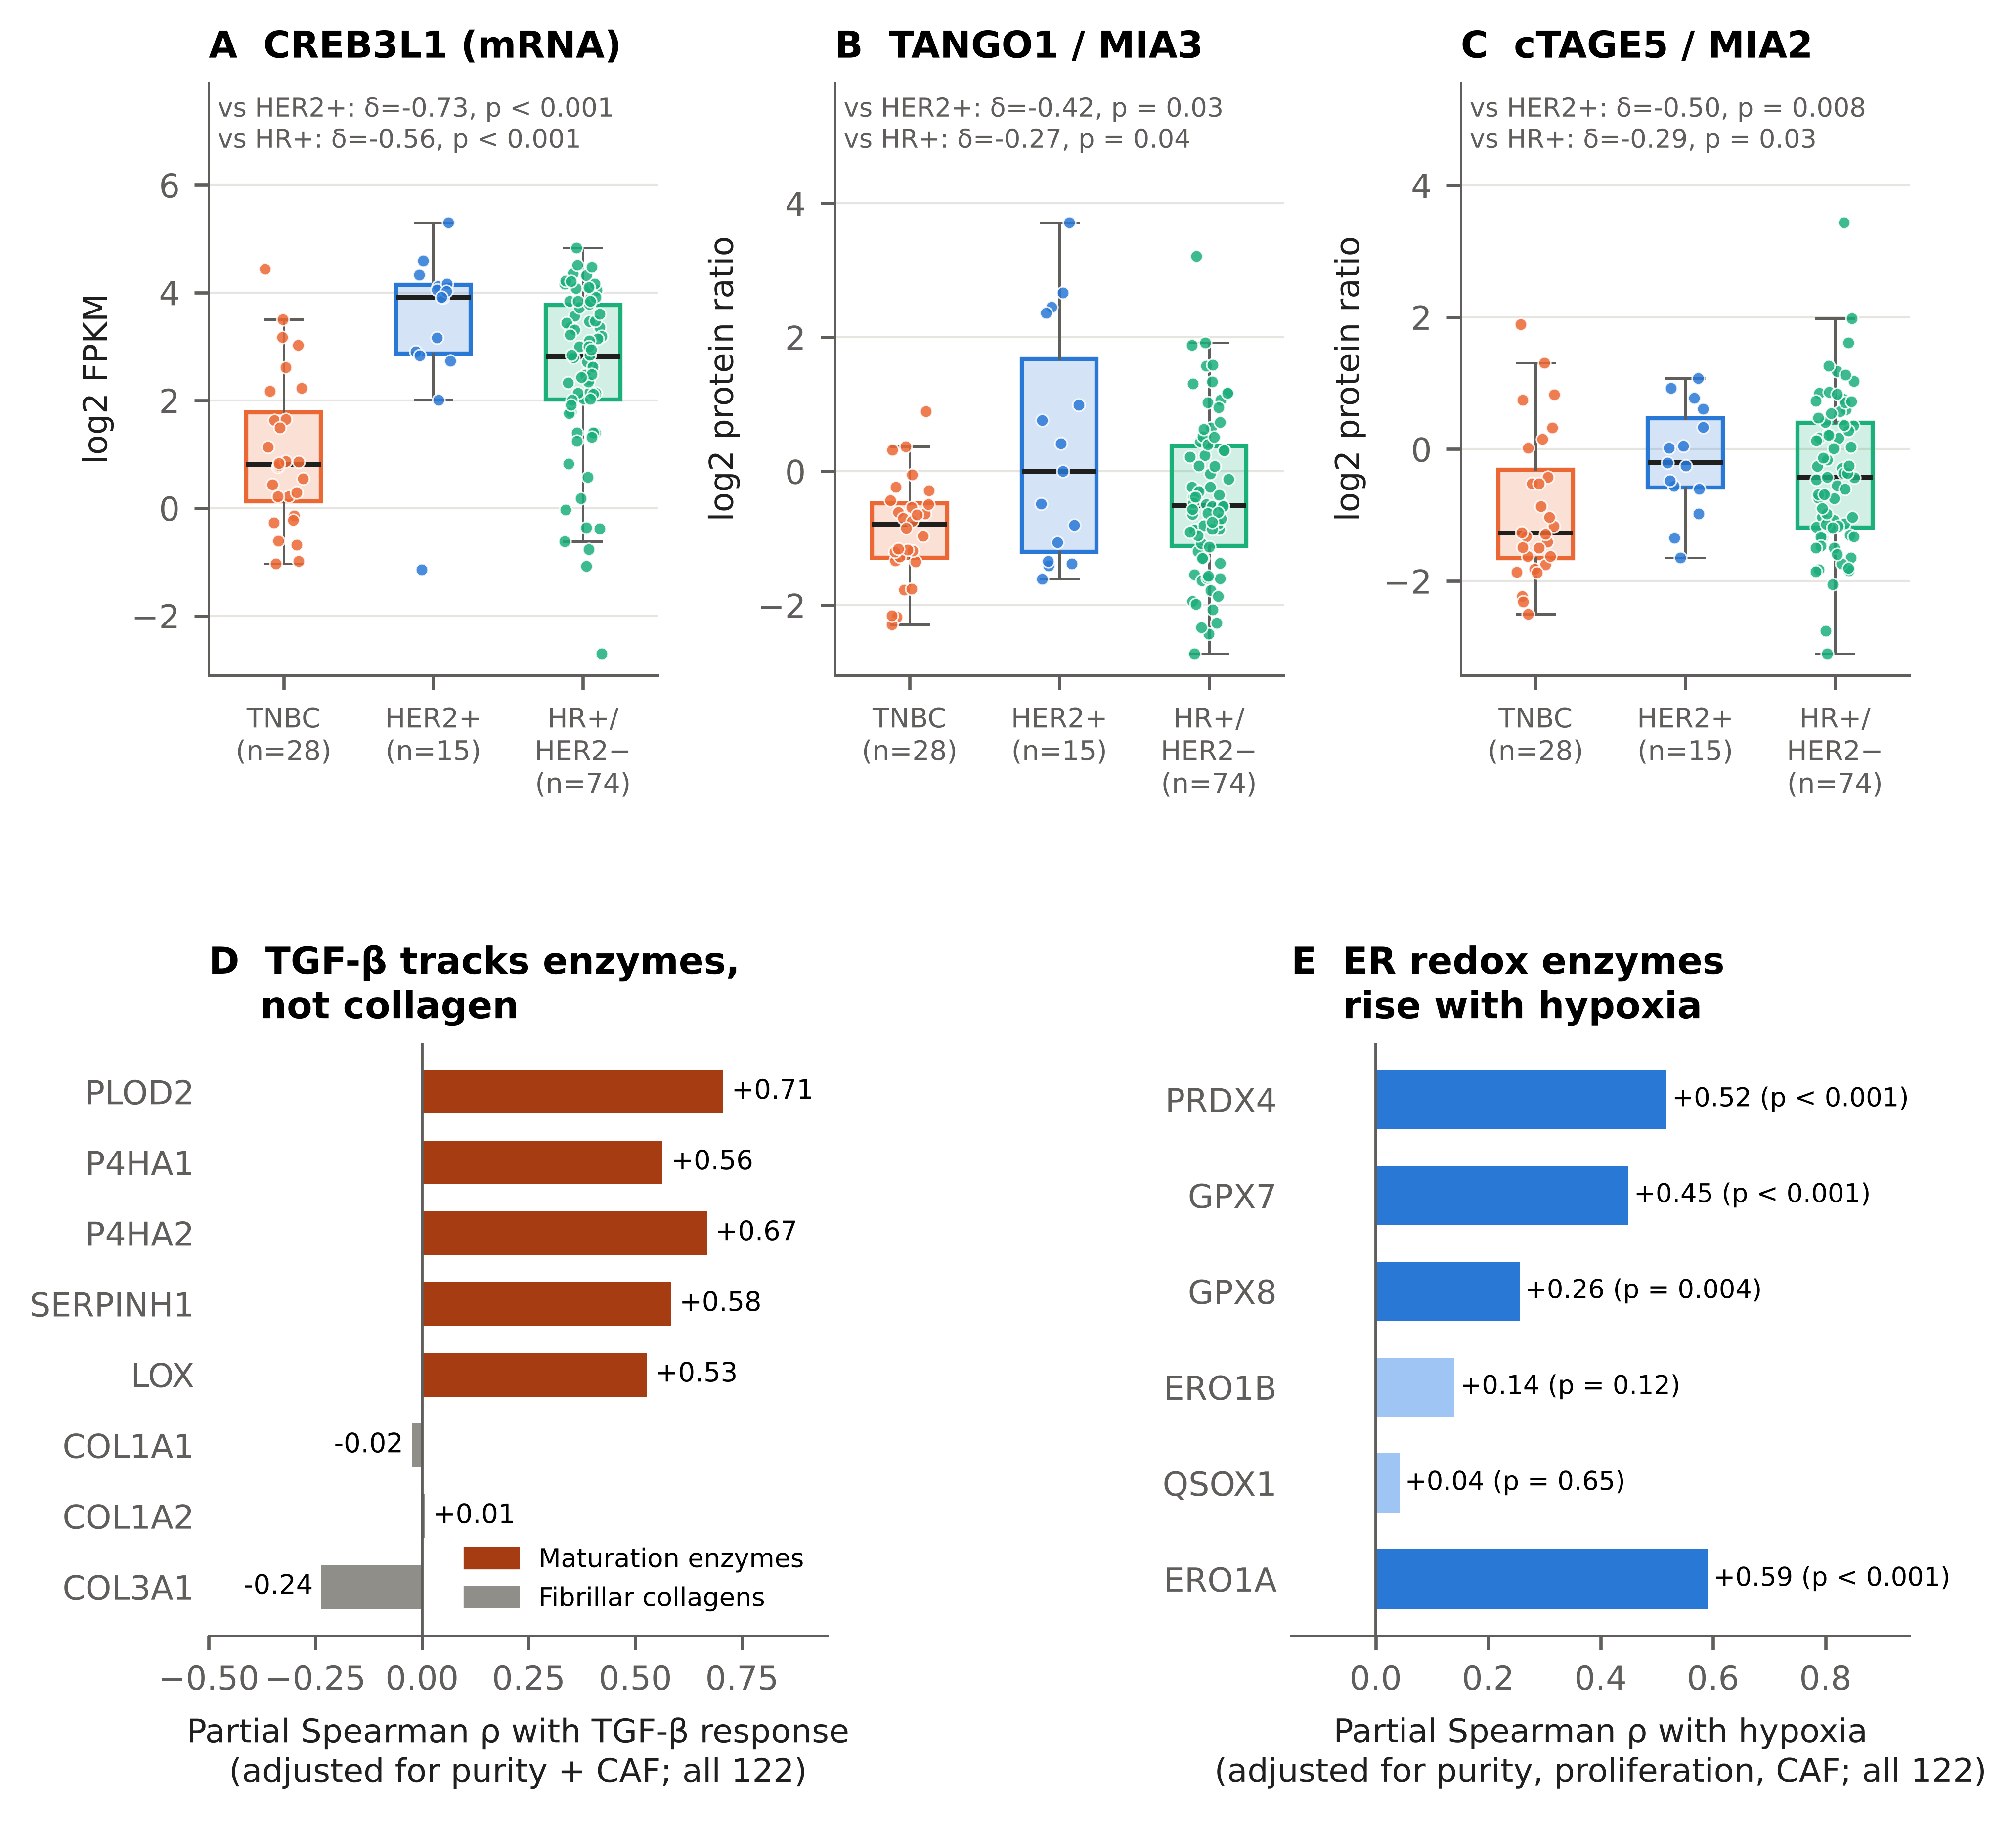 A  CREB3L1 (mRNA)
vs HER2+: δ=-0.73, p < 0.001
vs HR+: δ=-0.56, p < 0.001
log2 FPKM
6
4
2
0
−2
TNBC
(n=28)
HER2+
(n=15)
HR+/
HER2−
(n=74)
B  TANGO1 / MIA3
vs HER2+: δ=-0.42, p = 0.03
vs HR+: δ=-0.27, p = 0.04
log2 protein ratio
4
2
0
−2
TNBC
(n=28)
HER2+
(n=15)
HR+/
HER2−
(n=74)
C  cTAGE5 / MIA2
vs HER2+: δ=-0.50, p = 0.008
vs HR+: δ=-0.29, p = 0.03
log2 protein ratio
4
2
0
−2
TNBC
(n=28)
HER2+
(n=15)
HR+/
HER2−
(n=74)
D  TGF-β tracks enzymes,
not collagen
PLOD2 +0.71
P4HA1 +0.56
P4HA2 +0.67
SERPINH1 +0.58
LOX +0.53
COL1A1 -0.02
COL1A2 +0.01
COL3A1 -0.24
Maturation enzymes
Fibrillar collagens
−0.50 −0.25 0.00 0.25 0.50 0.75
Partial Spearman ρ with TGF-β response
(adjusted for purity + CAF; all 122)
E  ER redox enzymes
rise with hypoxia
PRDX4 +0.52 (p < 0.001)
GPX7 +0.45 (p < 0.001)
GPX8 +0.26 (p = 0.004)
ERO1B +0.14 (p = 0.12)
QSOX1 +0.04 (p = 0.65)
ERO1A +0.59 (p < 0.001)
0.0 0.2 0.4 0.6 0.8
Partial Spearman ρ with hypoxia
(adjusted for purity, proliferation, CAF; all 122)